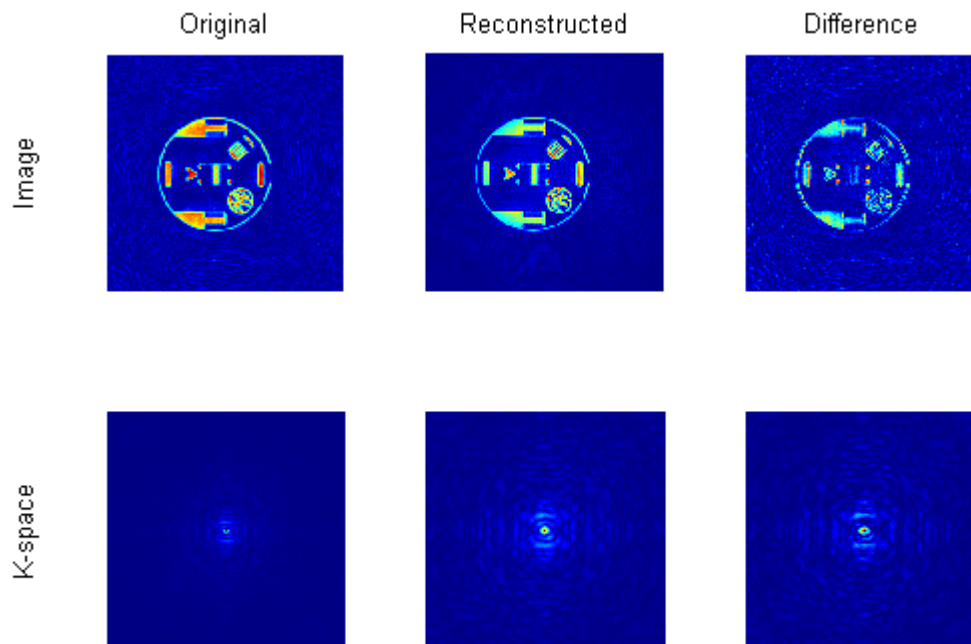 Original
Reconstructed
Difference
Image
K-space